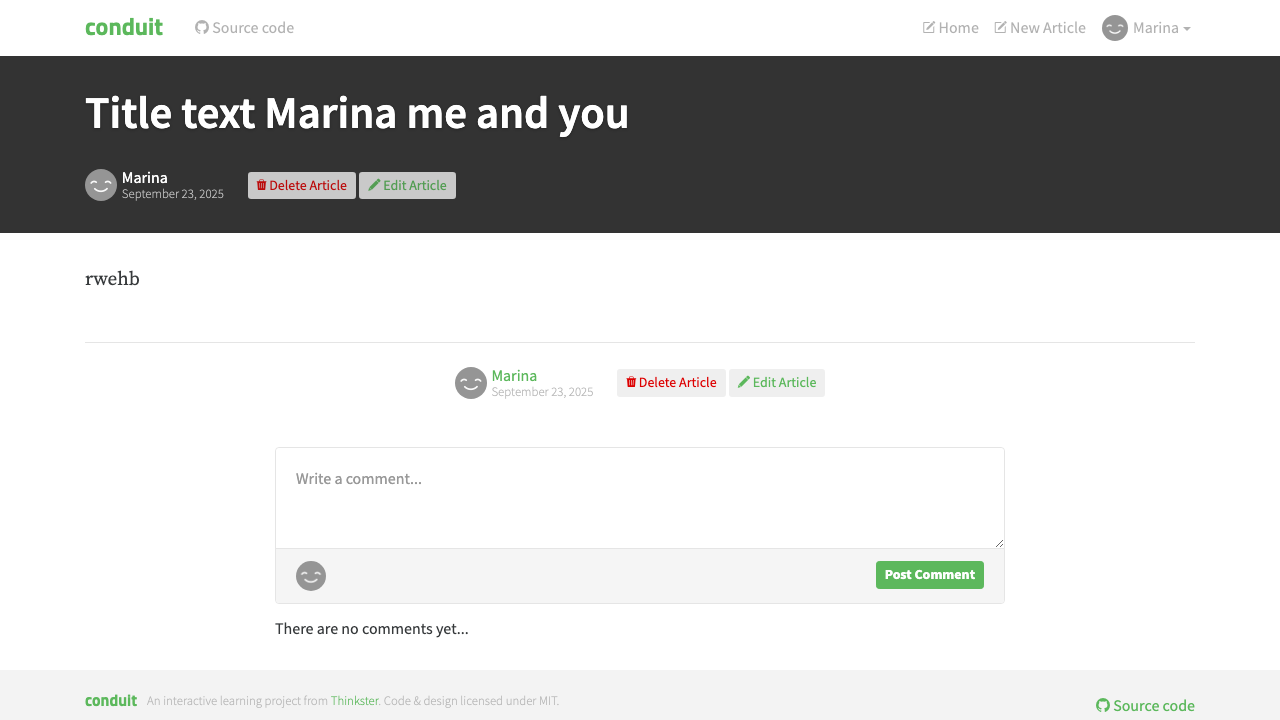 conduit Source code Home New Article Marina
Title text Marina me and you
Marina
September 23, 2025
Delete Article Edit Article
rwehb
Marina
September 23, 2025
Delete Article Edit Article
Write a comment...
Post Comment
There are no comments yet...
conduit An interactive learning project from Thinkster. Code & design licensed under MIT.
Source code